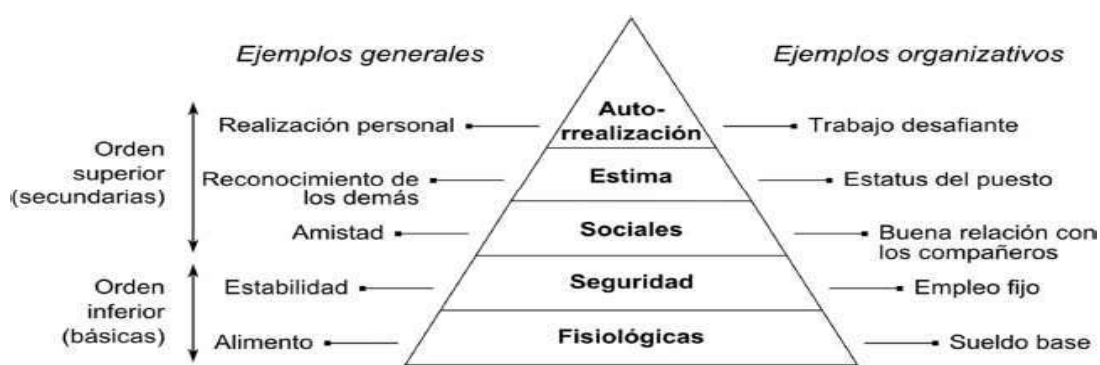 Ejemplos generales
Ejemplos organizativos
Orden
superior
(secundarias)
Realización personal
Auto-
rrealización
Trabajo desafiante
Reconocimiento de
los demás
Estima
Estatus del puesto
Amistad
Sociales
Buena relación con
los compañeros
Orden
inferior
(básicas)
Estabilidad
Seguridad
Empleo fijo
Alimento
Fisiológicas
Sueldo base